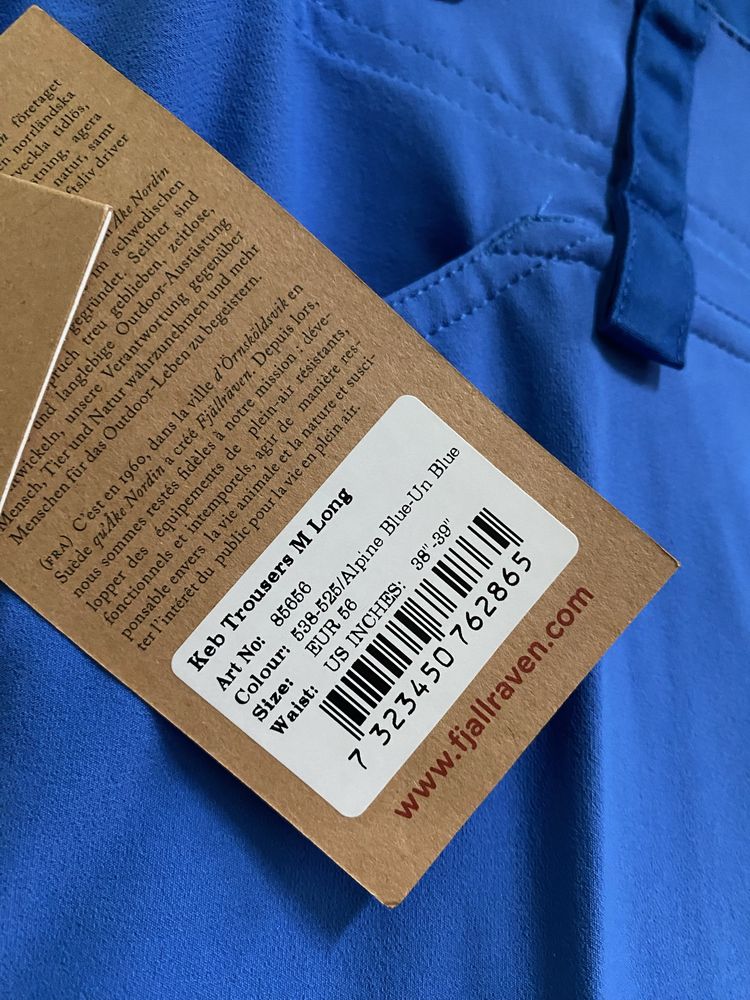 företaget
norrländska
tidlös,
agera
natur, samt
driver
Åke Nordin
schwedischen
gegründet. Seither sind
treu geblieben, zeitlose,
und langlebige Outdoor-Ausrüstung
unsere Verantwortung gegenüber
Mensch, Tier und Natur wahrzunehmen und mehr
Menschen für das Outdoor-Leben zu begeistern.
(FRA) C'est en 1960, dans la ville d'Örnsköldsvik en
Suède qu'Åke Nordin a créé Fjällräven. Depuis lors,
nous sommes restés fidèles à notre mission : déve-
lopper des équipements de plein-air résistants,
fonctionnels et intemporels, agir de manière res-
ponsable envers la vie animale et la nature et susci-
ter l'intérêt du public pour la vie en plein air.
Keb Trousers M Long
Art No: 85656
Colour: 538-525/Alpine Blue-Un Blue
Size: EUR 56
Waist: US INCHES: 38"-39"
7 323450 762865
www.fjallraven.com